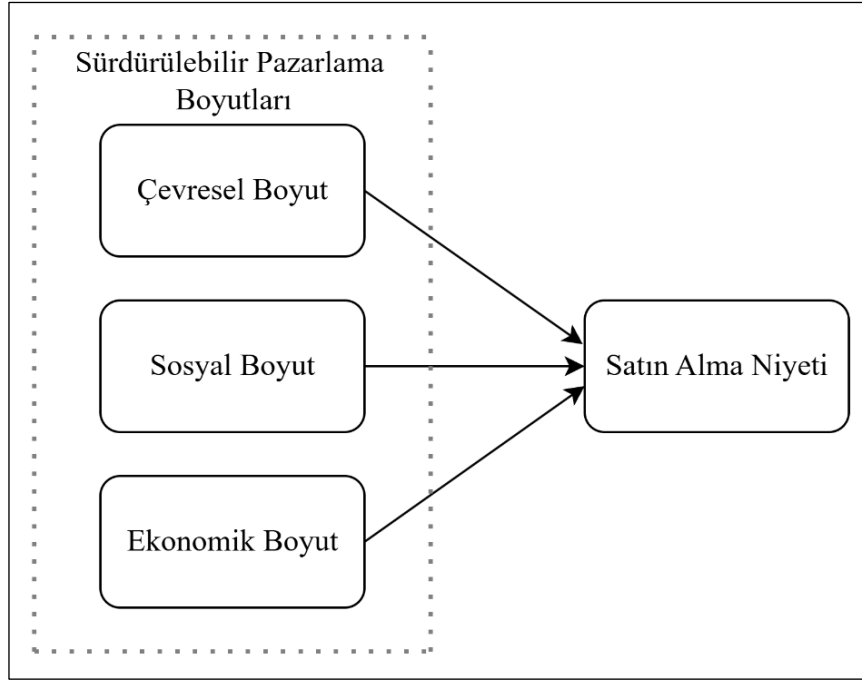 Sürdürülebilir Pazarlama
Boyutları
Çevresel Boyut
Sosyal Boyut
Satın Alma Niyeti
Ekonomik Boyut